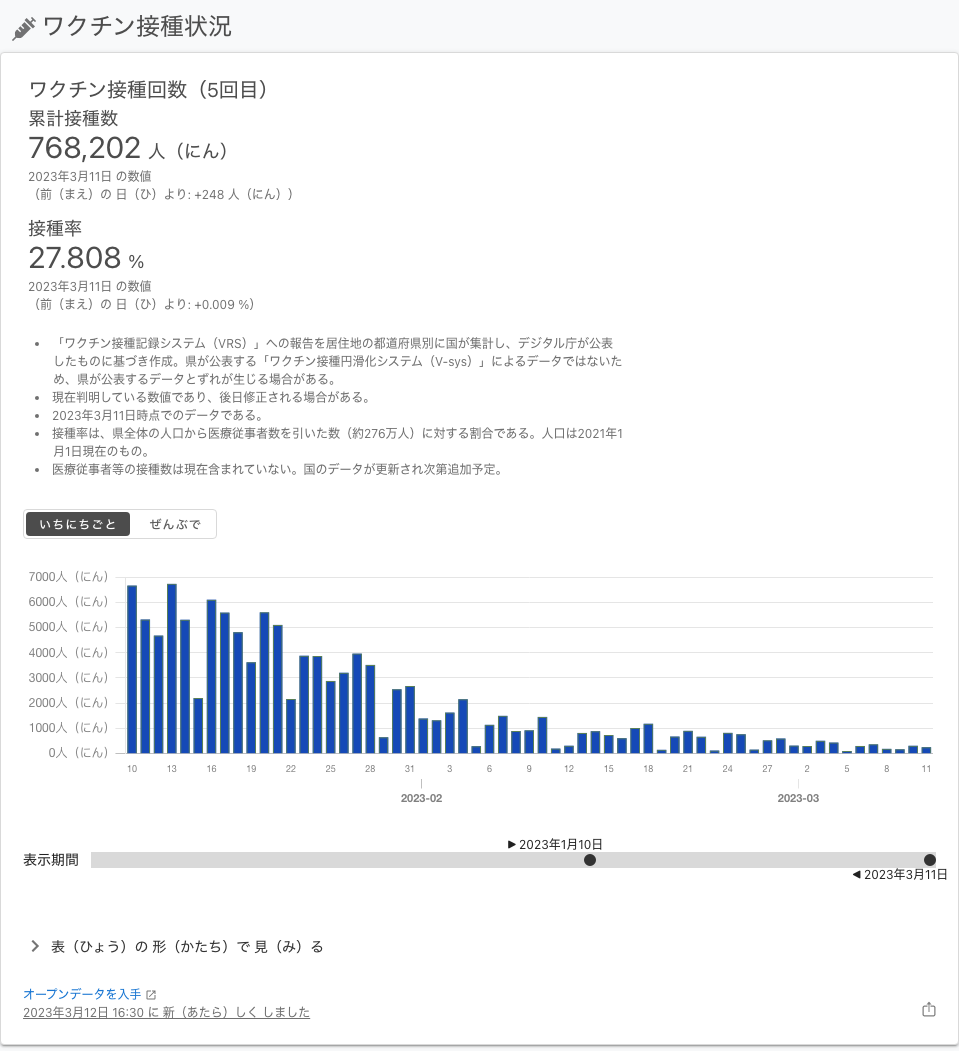 ワクチン接種状況
ワクチン接種回数（5回目）
累計接種数
768,202 人（にん）
2023年3月11日 の数値
（前（まえ）の 日（ひ）より: +248 人（にん））
接種率
27.808 %
2023年3月11日 の数値
（前（まえ）の 日（ひ）より: +0.009 %）
• 「ワクチン接種記録システム（VRS）」への報告を居住地の都道府県別に国が集計し、デジタル庁が公表
したものに基づき作成。県が公表する「ワクチン接種円滑化システム（V-sys）」によるデータではないた
め、県が公表するデータとずれが生じる場合がある。
• 現在判明している数値であり、後日修正される場合がある。
• 2023年3月11日時点でのデータである。
• 接種率は、県全体の人口から医療従事者数を引いた数（約276万人）に対する割合である。人口は2021年1
月1日現在のもの。
• 医療従事者等の接種数は現在含まれていない。国のデータが更新され次第追加予定。
いちにちごと ぜんぶで
7000人（にん）
6000人（にん）
5000人（にん）
4000人（にん）
3000人（にん）
2000人（にん）
1000人（にん）
0人（にん）
10 13 16 19 22 25 28 31 3 6 9 12 15 18 21 24 27 2 5 8 11
2023-02 2023-03
2023年1月10日
表示期間
2023年3月11日
表（ひょう）の 形（かたち）で 見（み）る
オープンデータを入手
2023年3月12日 16:30 に 新（あたら）しく しました